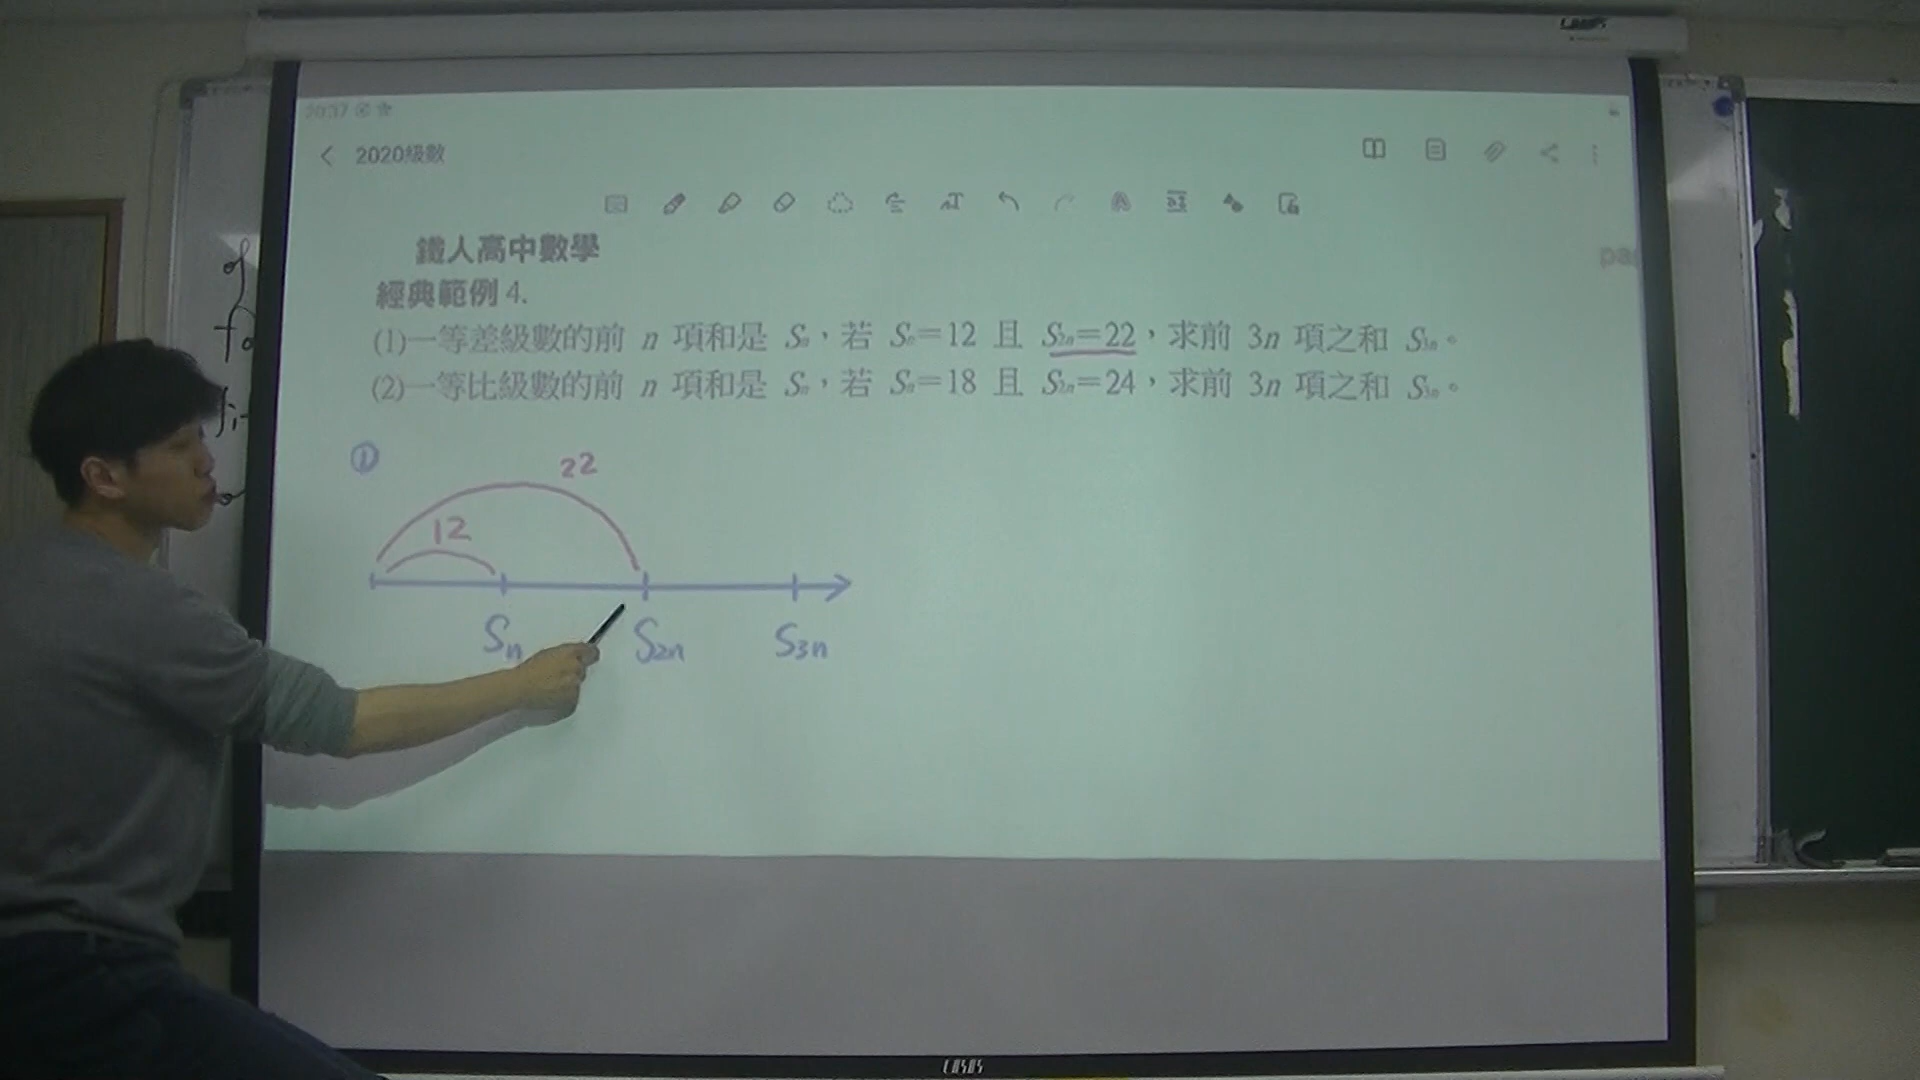 20:37
2020級數
鐵人高中數學
經典範例 4.
(1)一等差級數的前 n 項和是 Sn,若 Sn=12 且 S2n=22,求前 3n 項之和 S3n。
(2)一等比級數的前 n 項和是 Sn,若 Sn=18 且 S2n=24,求前 3n 項之和 S3n。
①
22
12
Sn S2n S3n